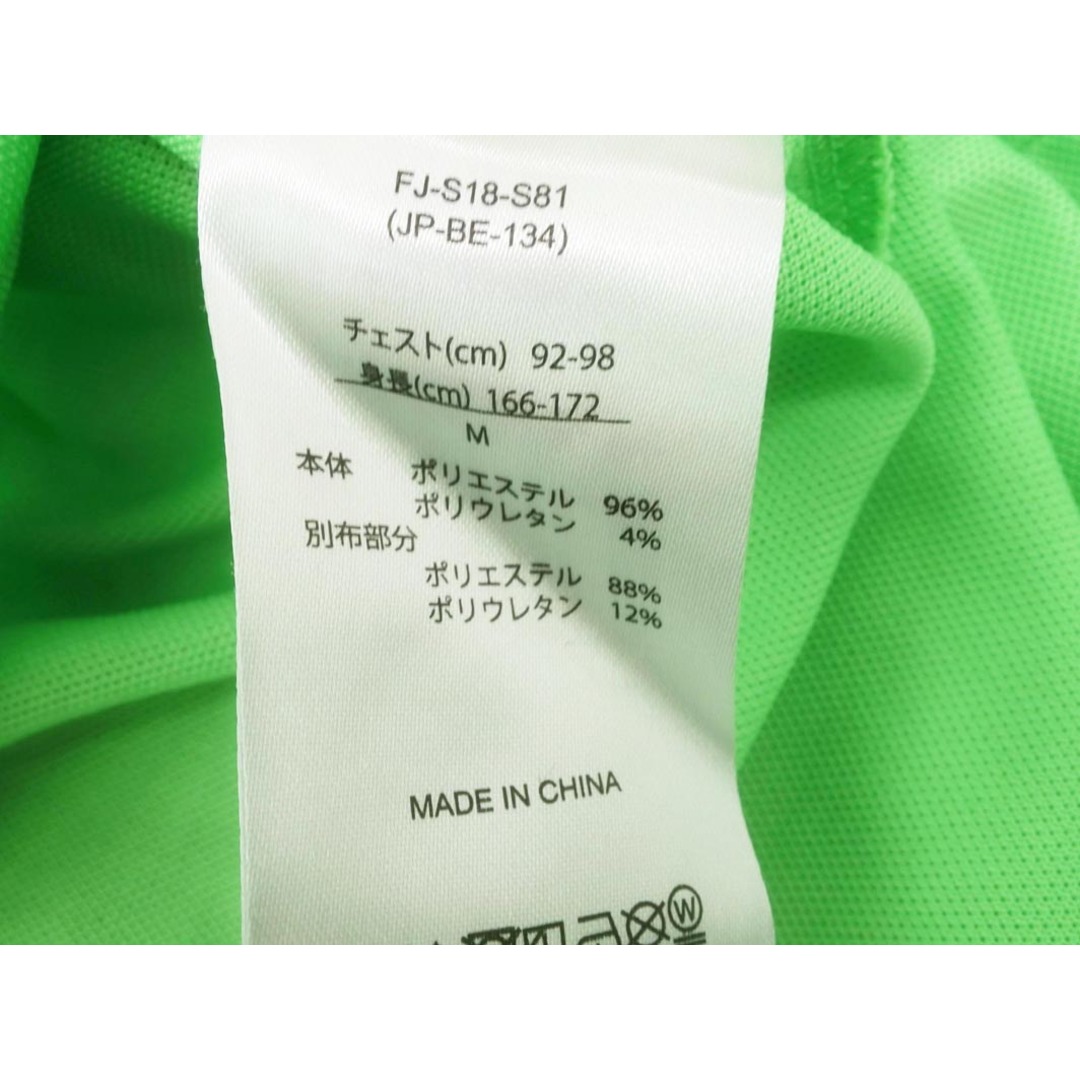 FJ-S18-S81
(JP-BE-134)
チェスト(cm) 92-98
身長(cm) 166-172
M
本体 ポリエステル 96%
ポリウレタン 4%
別布部分
ポリエステル 88%
ポリウレタン 12%
MADE IN CHINA
W